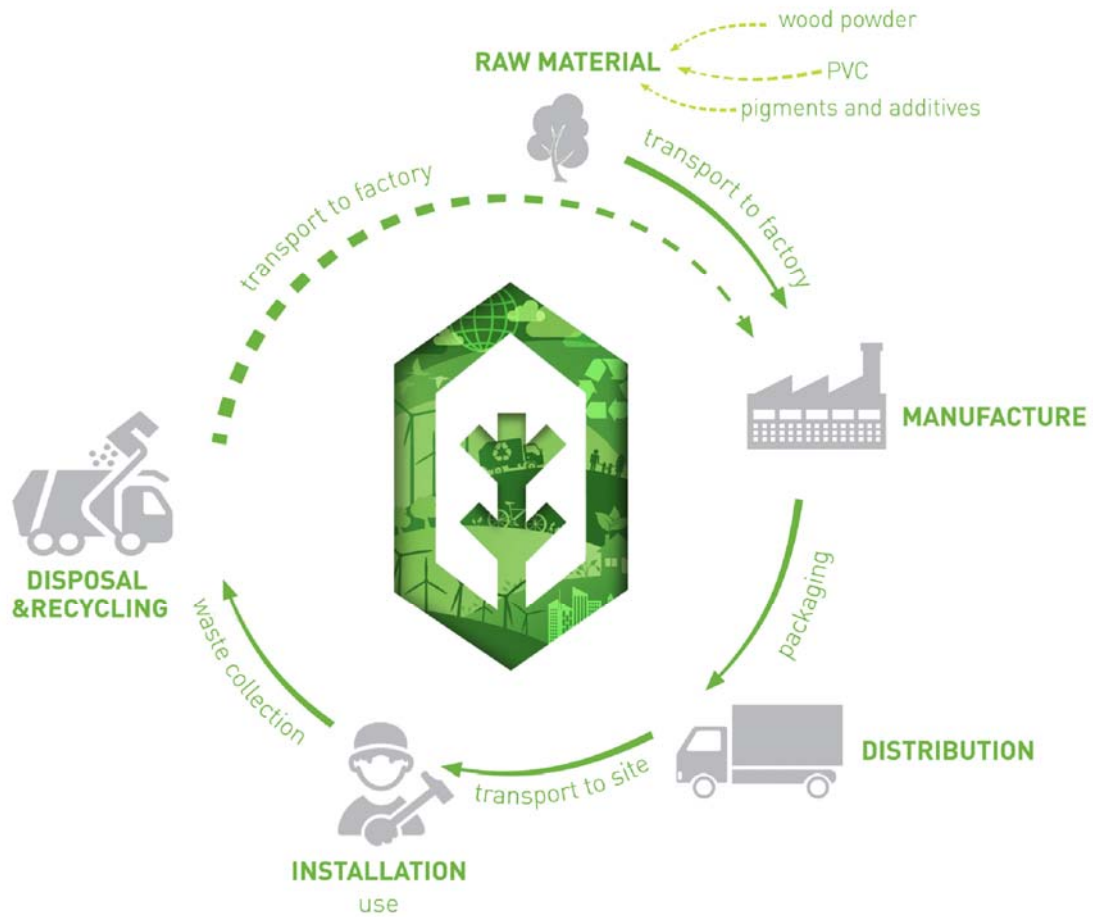 wood powder
RAW MATERIAL
PVC
pigments and additives
transport to factory
transport to factory
MANUFACTURE
packaging
DISTRIBUTION
transport to site
INSTALLATION
use
waste collection
DISPOSAL
&RECYCLING